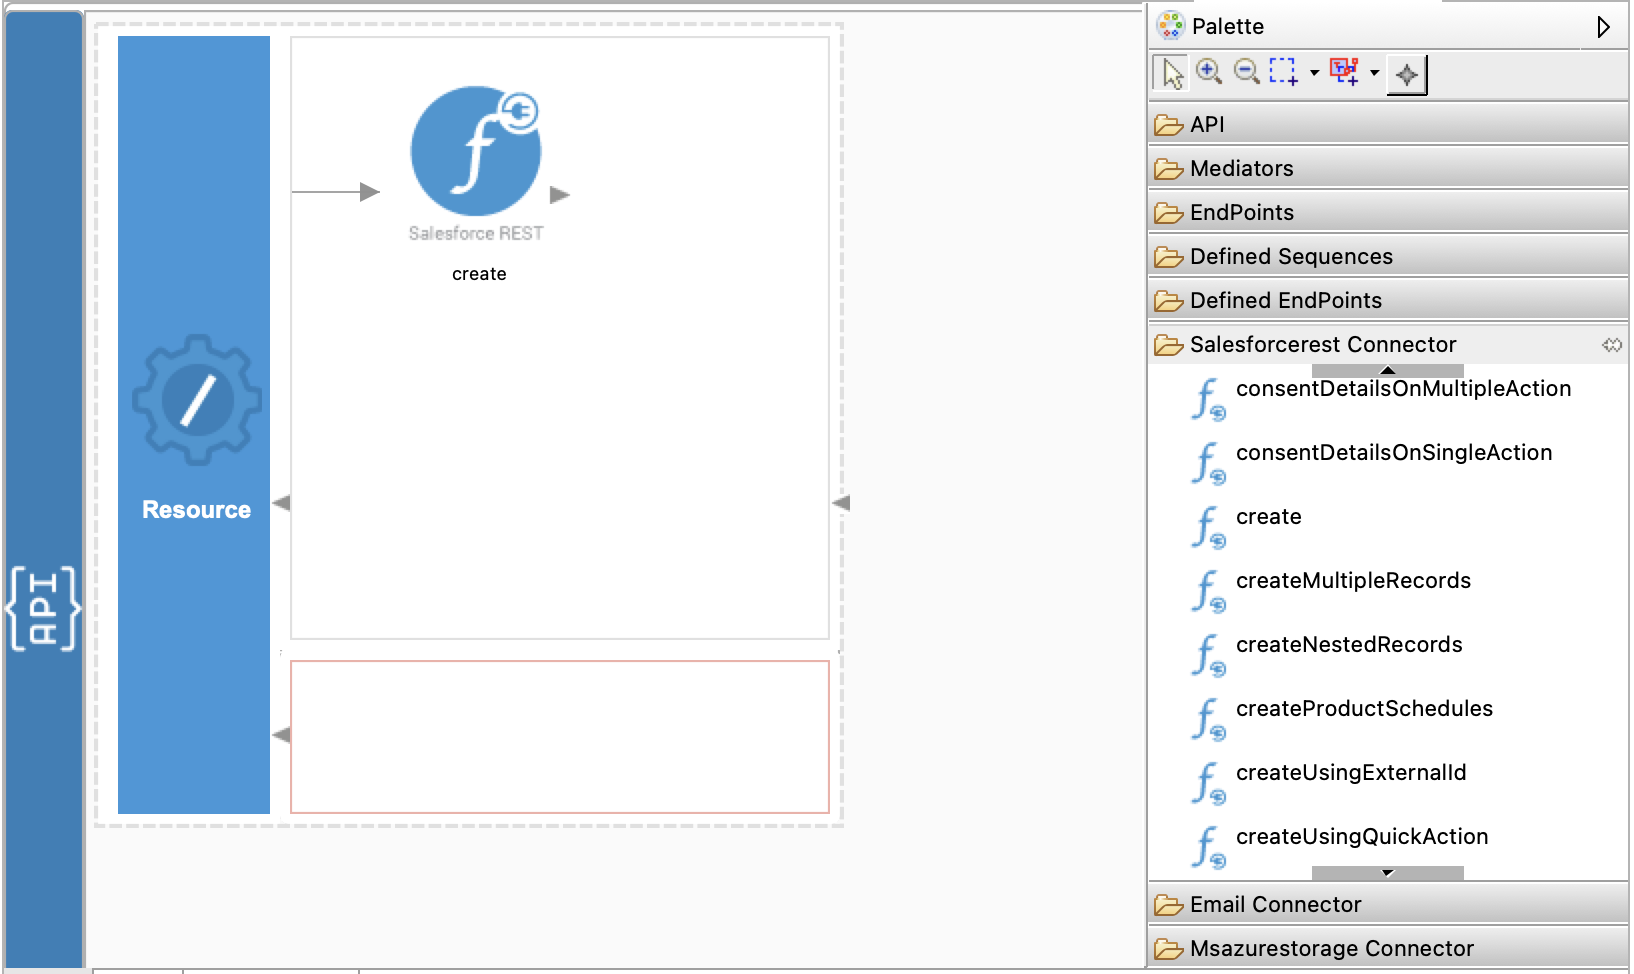 Palette
API
Mediators
EndPoints
Defined Sequences
Defined EndPoints
Salesforcerest Connector
consentDetailsOnMultipleAction
consentDetailsOnSingleAction
create
createMultipleRecords
createNestedRecords
createProductSchedules
createUsingExternalId
createUsingQuickAction
Email Connector
Msazurestorage Connector
{API}
Resource
Salesforce REST
create